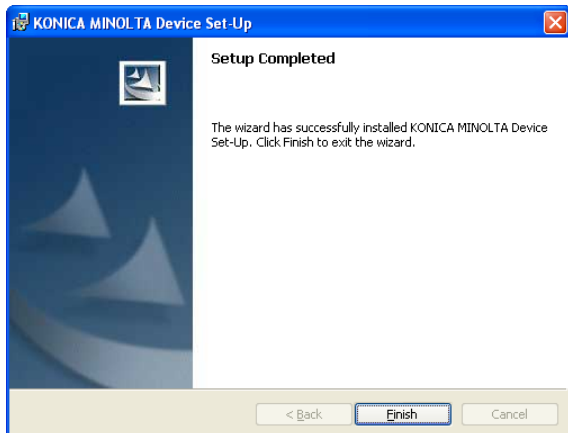 KONICA MINOLTA Device Set-Up
Setup Completed
The wizard has successfully installed KONICA MINOLTA Device
Set-Up. Click Finish to exit the wizard.
< Back Finish Cancel